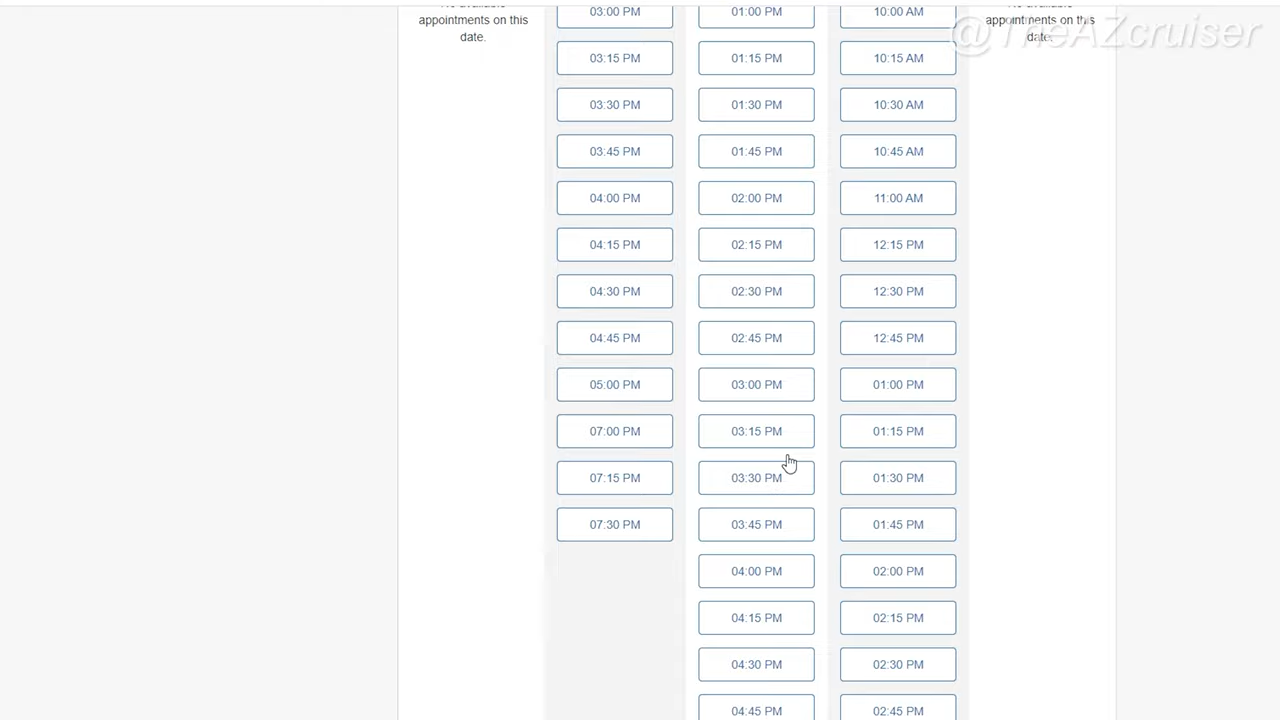 No available
appointments on this
date.
03:00 PM
03:15 PM
03:30 PM
03:45 PM
04:00 PM
04:15 PM
04:30 PM
04:45 PM
05:00 PM
07:00 PM
07:15 PM
07:30 PM
01:00 PM
01:15 PM
01:30 PM
01:45 PM
02:00 PM
02:15 PM
02:30 PM
02:45 PM
03:00 PM
03:15 PM
03:30 PM
03:45 PM
04:00 PM
04:15 PM
04:30 PM
04:45 PM
10:00 AM
10:15 AM
10:30 AM
10:45 AM
11:00 AM
12:15 PM
12:30 PM
12:45 PM
01:00 PM
01:15 PM
01:30 PM
01:45 PM
02:00 PM
02:15 PM
02:30 PM
02:45 PM
No available
appointments on this
date.
@TheAZcruiser